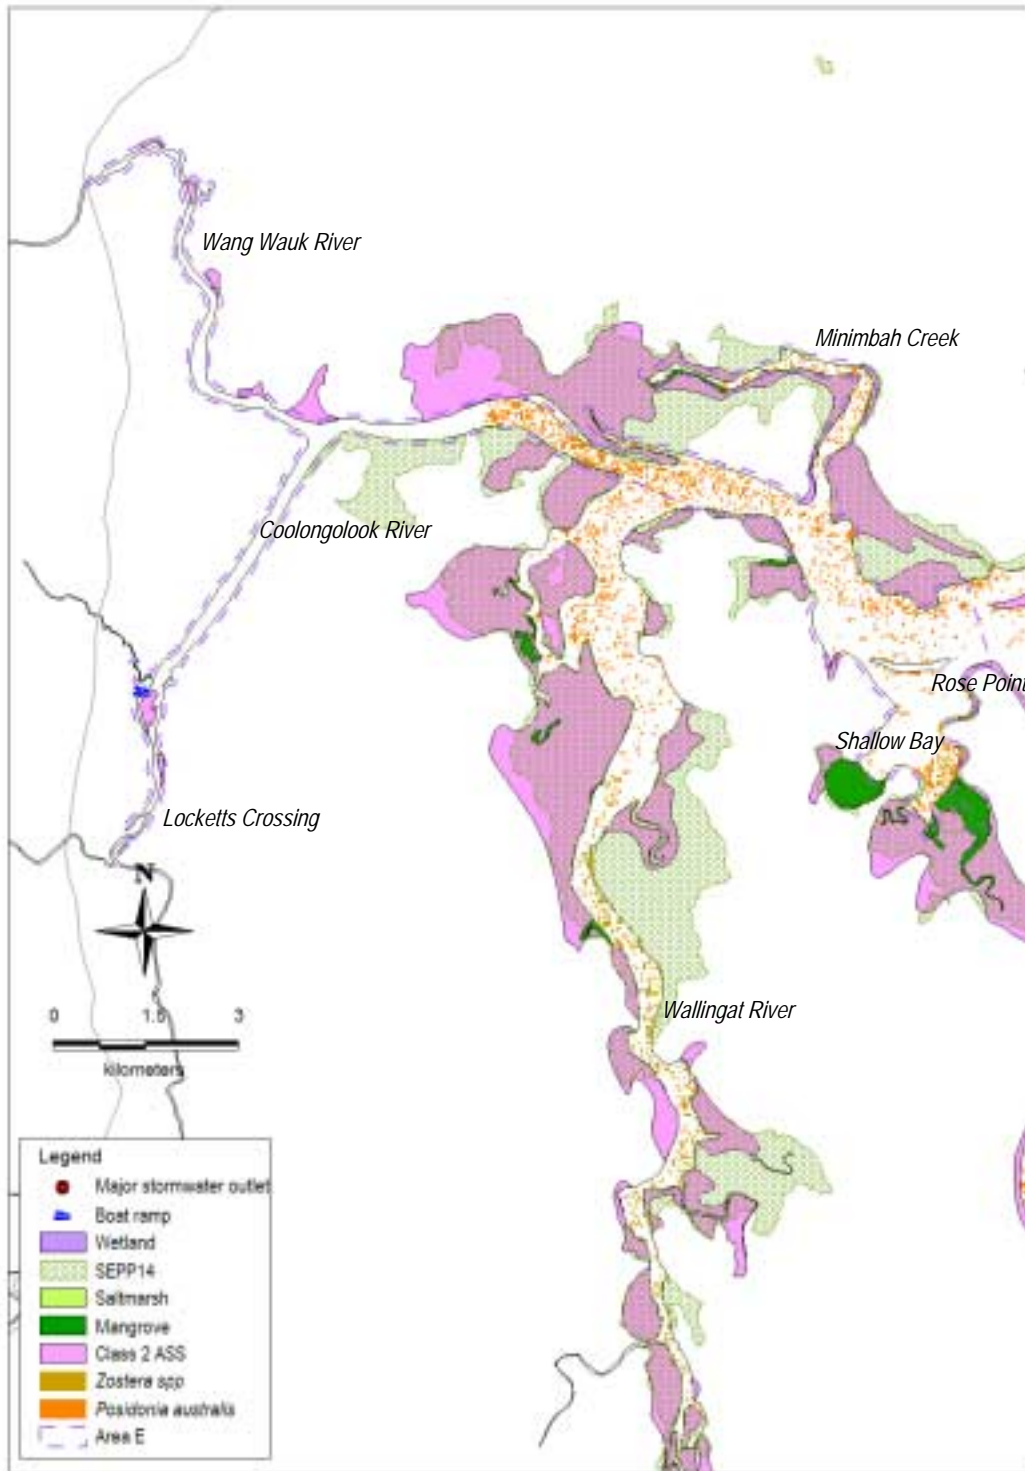 Wang Wauk River
Minimbah Creek
Coolongolook River
Rose Point
Shallow Bay
Locketts Crossing
N
0 1.5 3
kilometers
Wallingat River
Legend
Major stormwater outlet
Boat ramp
Wetland
SEPP14
Saltmarsh
Mangrove
Class 2 ASS
Zostera spp
Posidonia australis
Area E